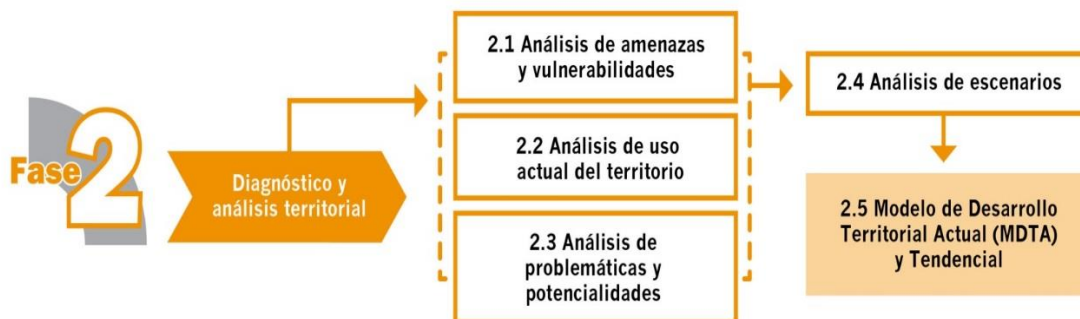 Fase 2
Diagnóstico y
análisis territorial
2.1 Análisis de amenazas
y vulnerabilidades
2.2 Análisis de uso
actual del territorio
2.3 Análisis de
problemáticas y
potencialidades
2.4 Análisis de escenarios
2.5 Modelo de Desarrollo
Territorial Actual (MDTA)
y Tendencial